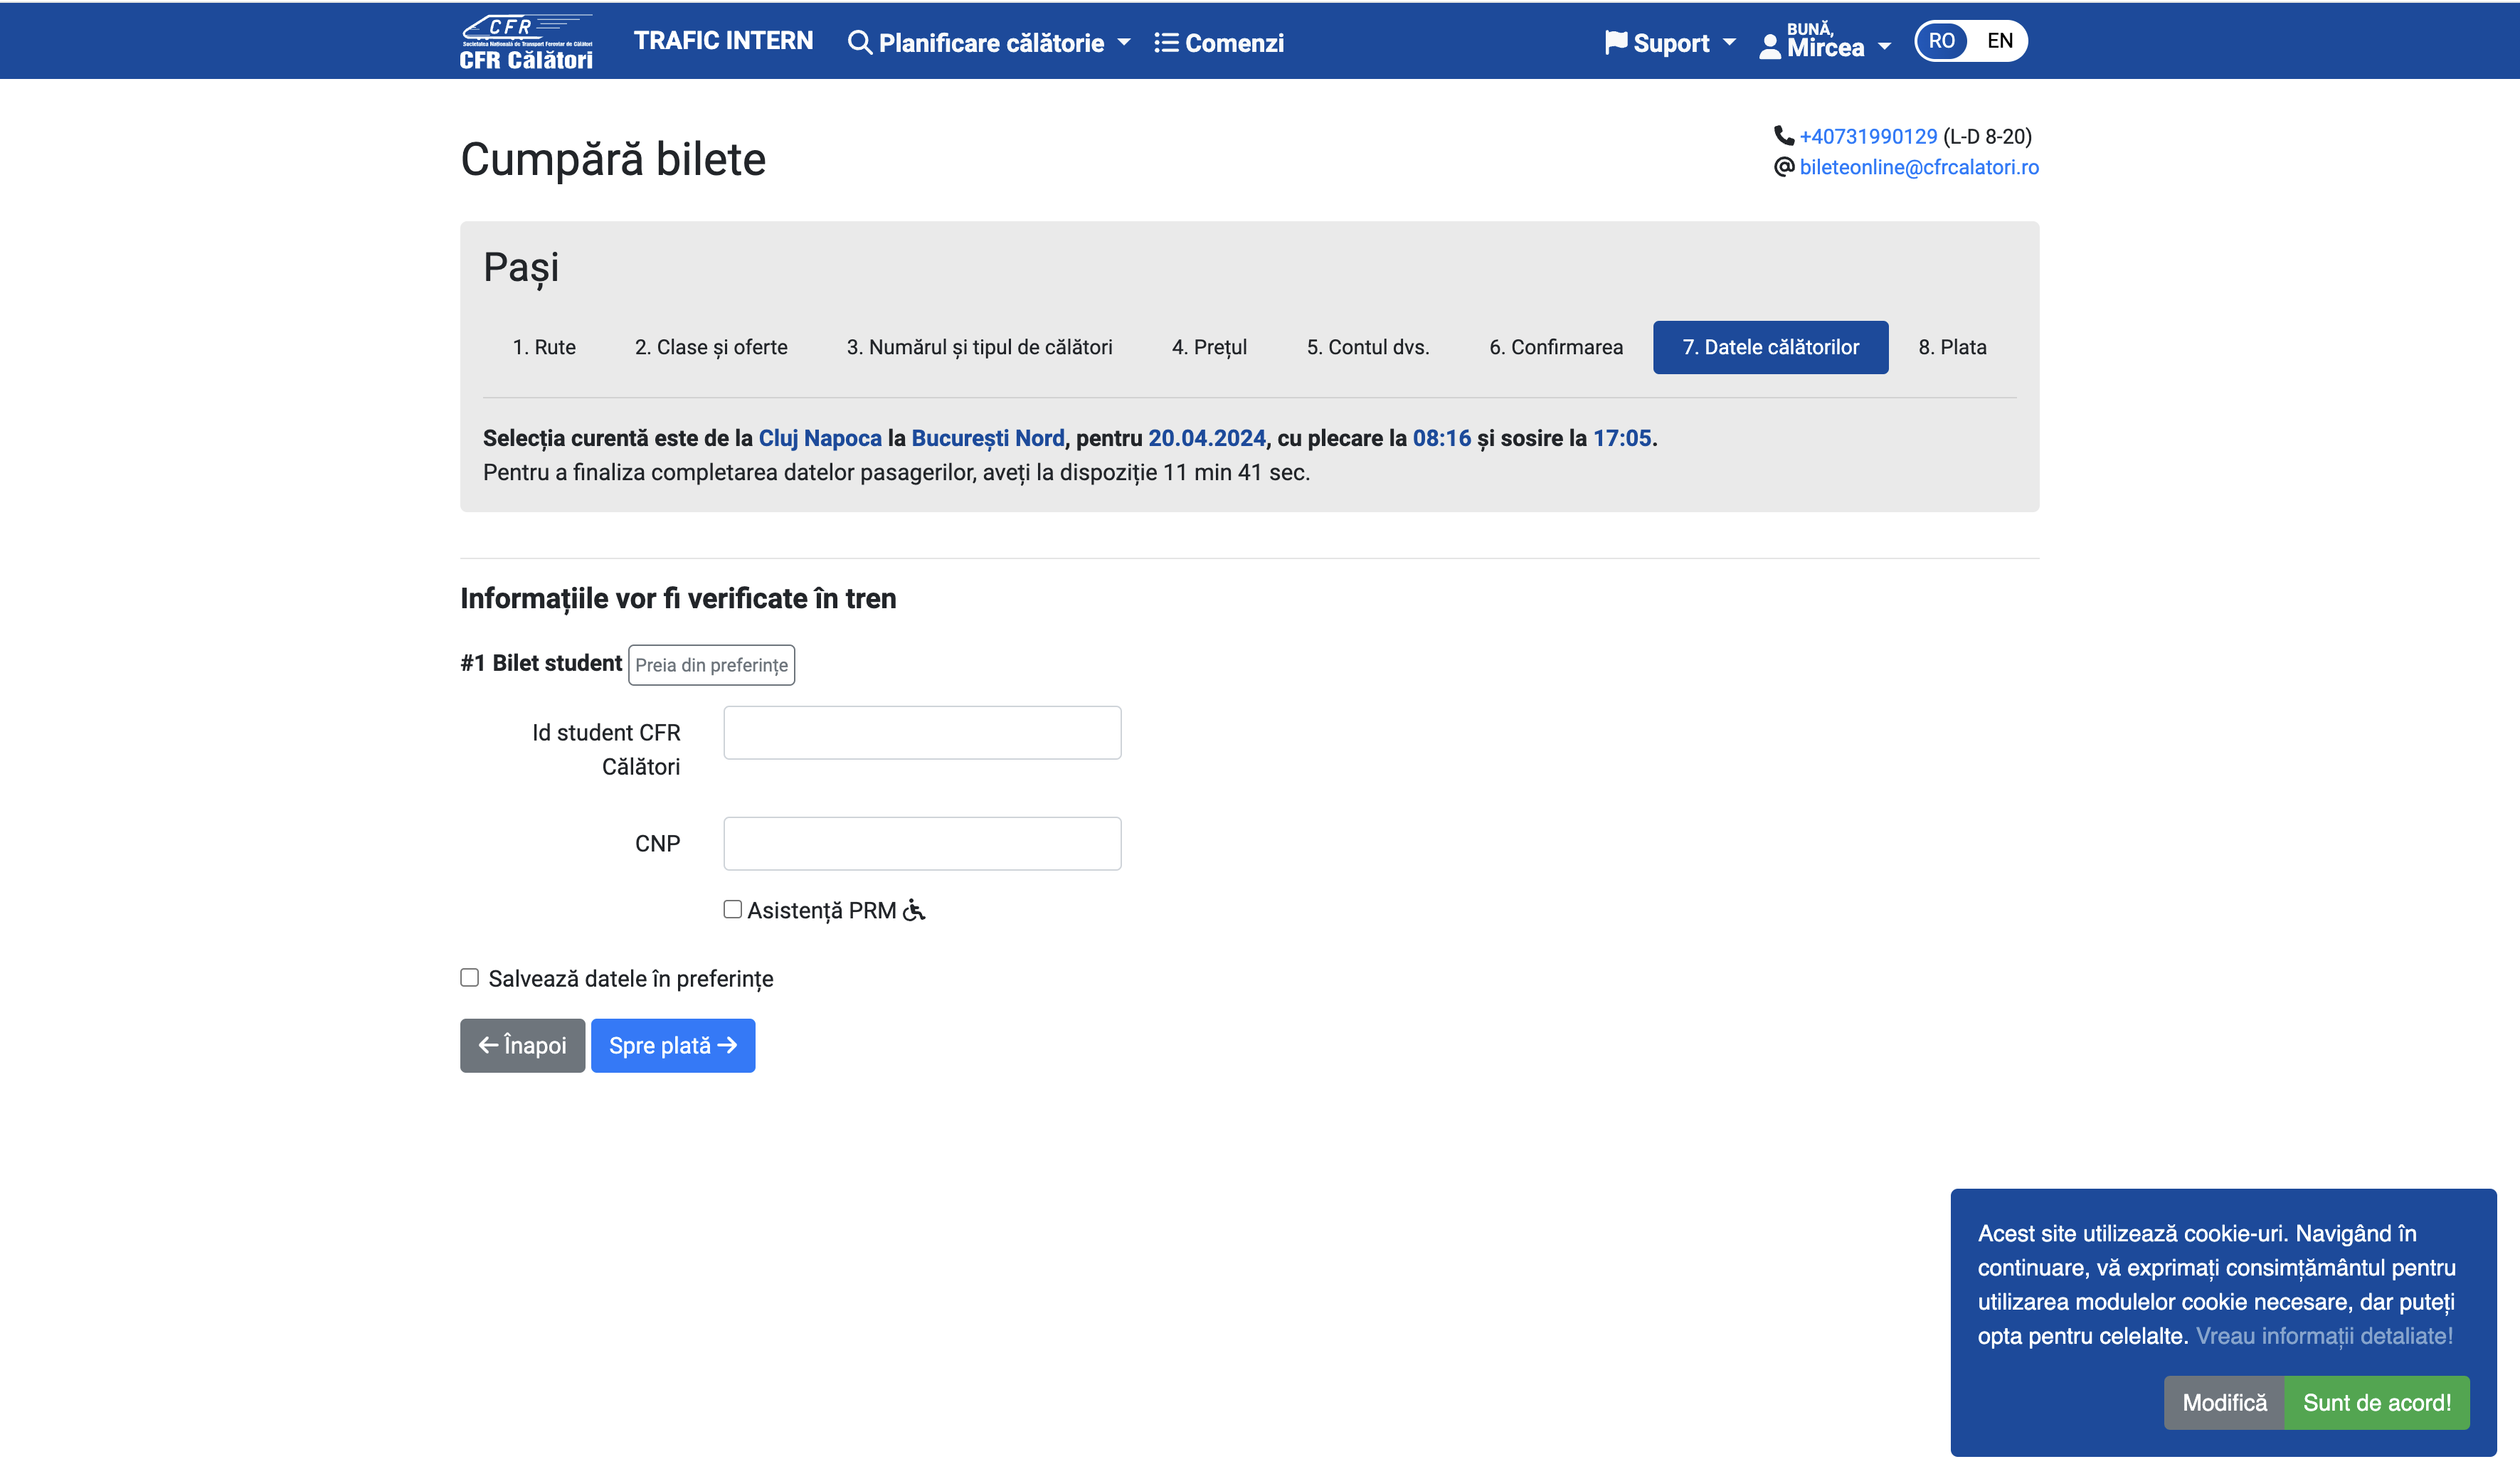 CFR
Societatea Națională de Transport Feroviar de Călători
CFR Călători
TRAFIC INTERN
Planificare călătorie
Comenzi
Suport
BUNĂ,
Mircea
RO EN
Cumpără bilete
+40731990129 (L-D 8-20)
bileteonline@cfrcalatori.ro
Pași
1. Rute
2. Clase și oferte
3. Numărul și tipul de călători
4. Prețul
5. Contul dvs.
6. Confirmarea
7. Datele călătorilor
8. Plata
Selecția curentă este de la Cluj Napoca la București Nord, pentru 20.04.2024, cu plecare la 08:16 și sosire la 17:05.
Pentru a finaliza completarea datelor pasagerilor, aveți la dispoziție 11 min 41 sec.
Informațiile vor fi verificate în tren
#1 Bilet student Preia din preferințe
Id student CFR
Călători
CNP
Asistență PRM
Salvează datele în preferințe
Înapoi
Spre plată
Acest site utilizează cookie-uri. Navigând în
continuare, vă exprimați consimțământul pentru
utilizarea modulelor cookie necesare, dar puteți
opta pentru celelalte. Vreau informații detaliate!
Modifică
Sunt de acord!